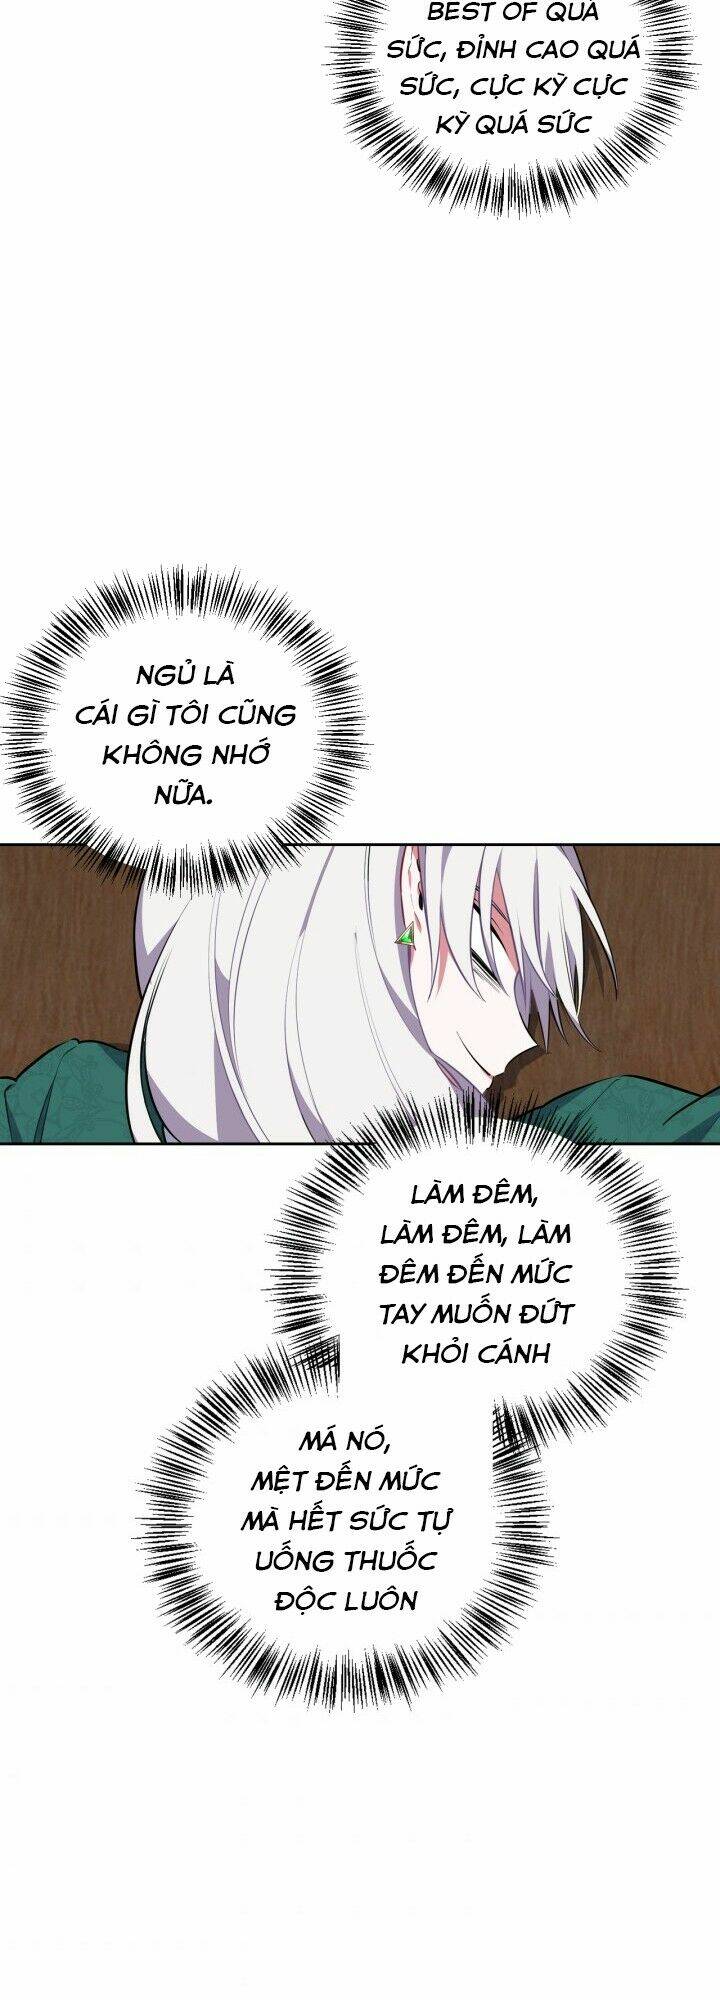 BEST OF QUÁ
SỨC, ĐỈNH CAO QUÁ
SỨC, CỰC KỲ CỰC
KỲ QUÁ SỨC
NGỦ LÀ
CÁI GÌ TÔI CŨNG
KHÔNG NHỚ
NỮA.
LÀM ĐÊM,
LÀM ĐÊM, LÀM
ĐÊM ĐẾN MỨC
TAY MUỐN ĐỨT
KHỎI CÁNH
MÁ NÓ,
MỆT ĐẾN MỨC
MÀ HẾT SỨC TỰ
UỐNG THUỐC
ĐỘC LUÔN